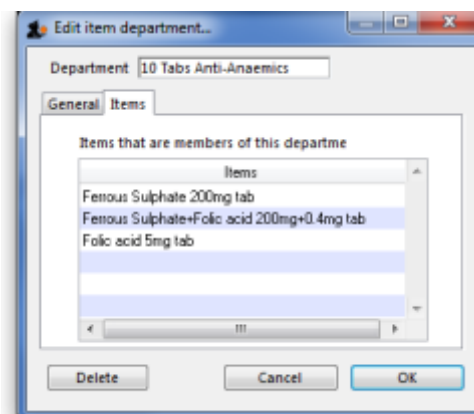 Edit item department...
Department 10 Tabs Anti-Anaemics
General Items
Items that are members of this departme
Items
Ferrous Sulphate 200mg tab
Ferrous Sulphate+Folic acid 200mg+0.4mg tab
Folic acid 5mg tab
Delete Cancel OK